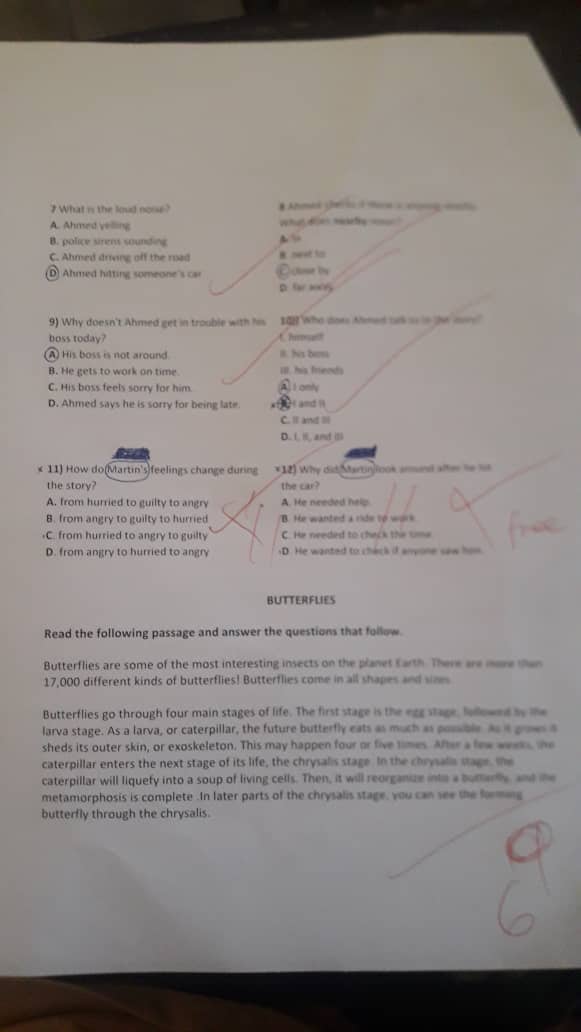 7 What is the loud noise?
A. Ahmed yelling
B. police sirens sounding
C. Ahmed driving off the road
D Ahmed hitting someone's car
8 Ahmed checks if there is anyone nearby.
What does nearby mean?
A. in
B. next to
C close by
D. far away
9) Why doesn't Ahmed get in trouble with his
boss today?
A His boss is not around.
B. He gets to work on time.
C. His boss feels sorry for him.
D. Ahmed says he is sorry for being late.
10) Who does Ahmed talk to in the story?
I. himself
II. his boss
III. his friends
A. I only
I and II
C. II and III
D. I, II, and III
x 11) How do Martin's feelings change during
the story?
A. from hurried to guilty to angry
B. from angry to guilty to hurried
C. from hurried to angry to guilty
D. from angry to hurried to angry
x 12) Why did Martin look around after he hit
the car?
A. He needed help.
B. He wanted a ride to work.
C. He needed to check the time.
D. He wanted to check if anyone saw him.
free
BUTTERFLIES
Read the following passage and answer the questions that follow.
Butterflies are some of the most interesting insects on the planet Earth. There are more than
17,000 different kinds of butterflies! Butterflies come in all shapes and sizes.
Butterflies go through four main stages of life. The first stage is the egg stage, followed by the
larva stage. As a larva, or caterpillar, the future butterfly eats as much as possible. As it grows it
sheds its outer skin, or exoskeleton. This may happen four or five times. After a few weeks, the
caterpillar enters the next stage of its life, the chrysalis stage. In the chrysalis stage, the
caterpillar will liquefy into a soup of living cells. Then, it will reorganize into a butterfly, and the
metamorphosis is complete .In later parts of the chrysalis stage, you can see the forming
butterfly through the chrysalis.
9
6